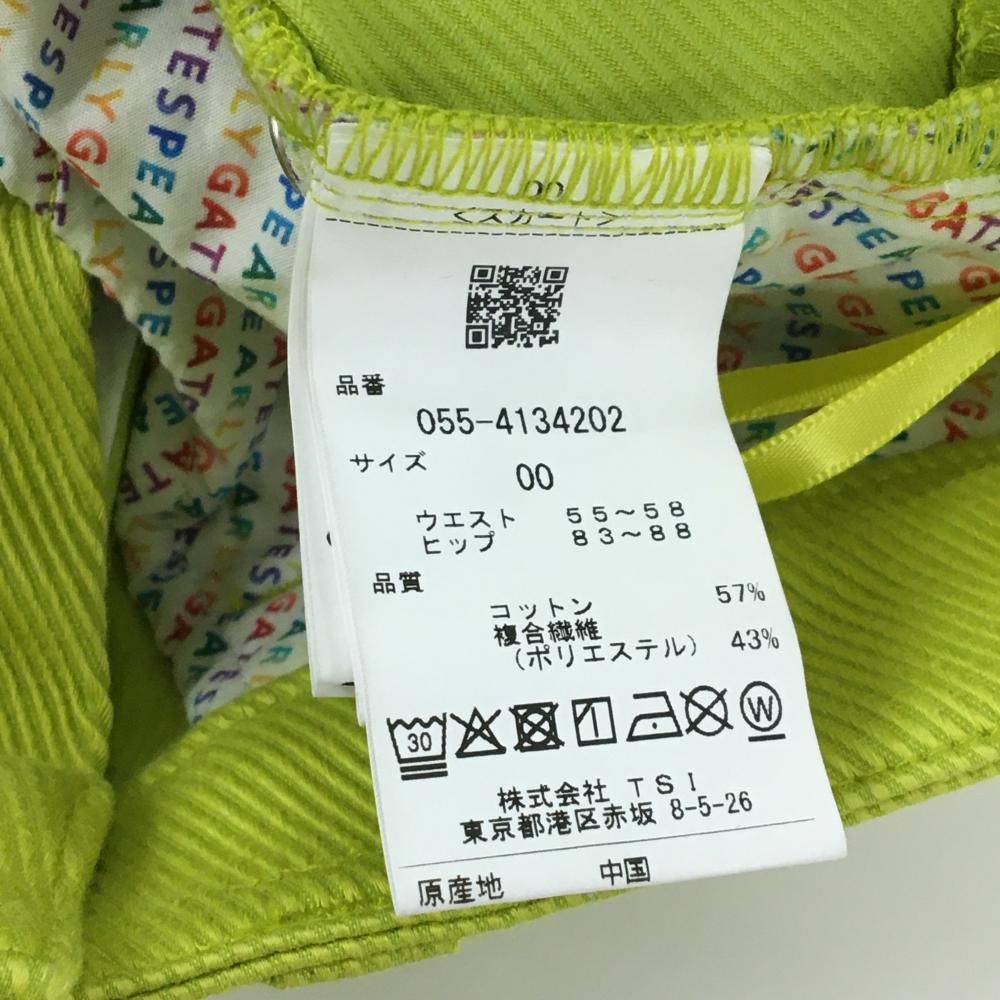 00
<スカート>
品番
055-4134202
サイズ
00
ウエスト 55~58
ヒップ 83~88
品質
コットン 57%
複合繊維
(ポリエステル) 43%
30
W
株式会社 TSI
東京都港区赤坂 8-5-26
原産地 中国
PEARLYGATES
PEARLYGATES
PEARLYGATES